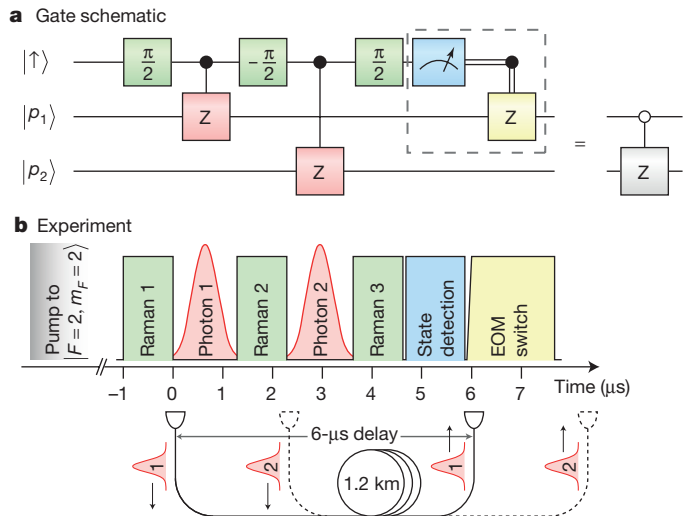 a Gate schematic
|↑⟩ π/2 −π/2 π/2
|p₁⟩ Z Z
=
|p₂⟩ Z Z
b Experiment
Pump to
|F = 2, m_F = 2⟩
Raman 1
Photon 1
Raman 2
Photon 2
Raman 3
State
detection
EOM
switch
−1 0 1 2 3 4 5 6 7 Time (μs)
6-μs delay
1 2 1.2 km 1 2